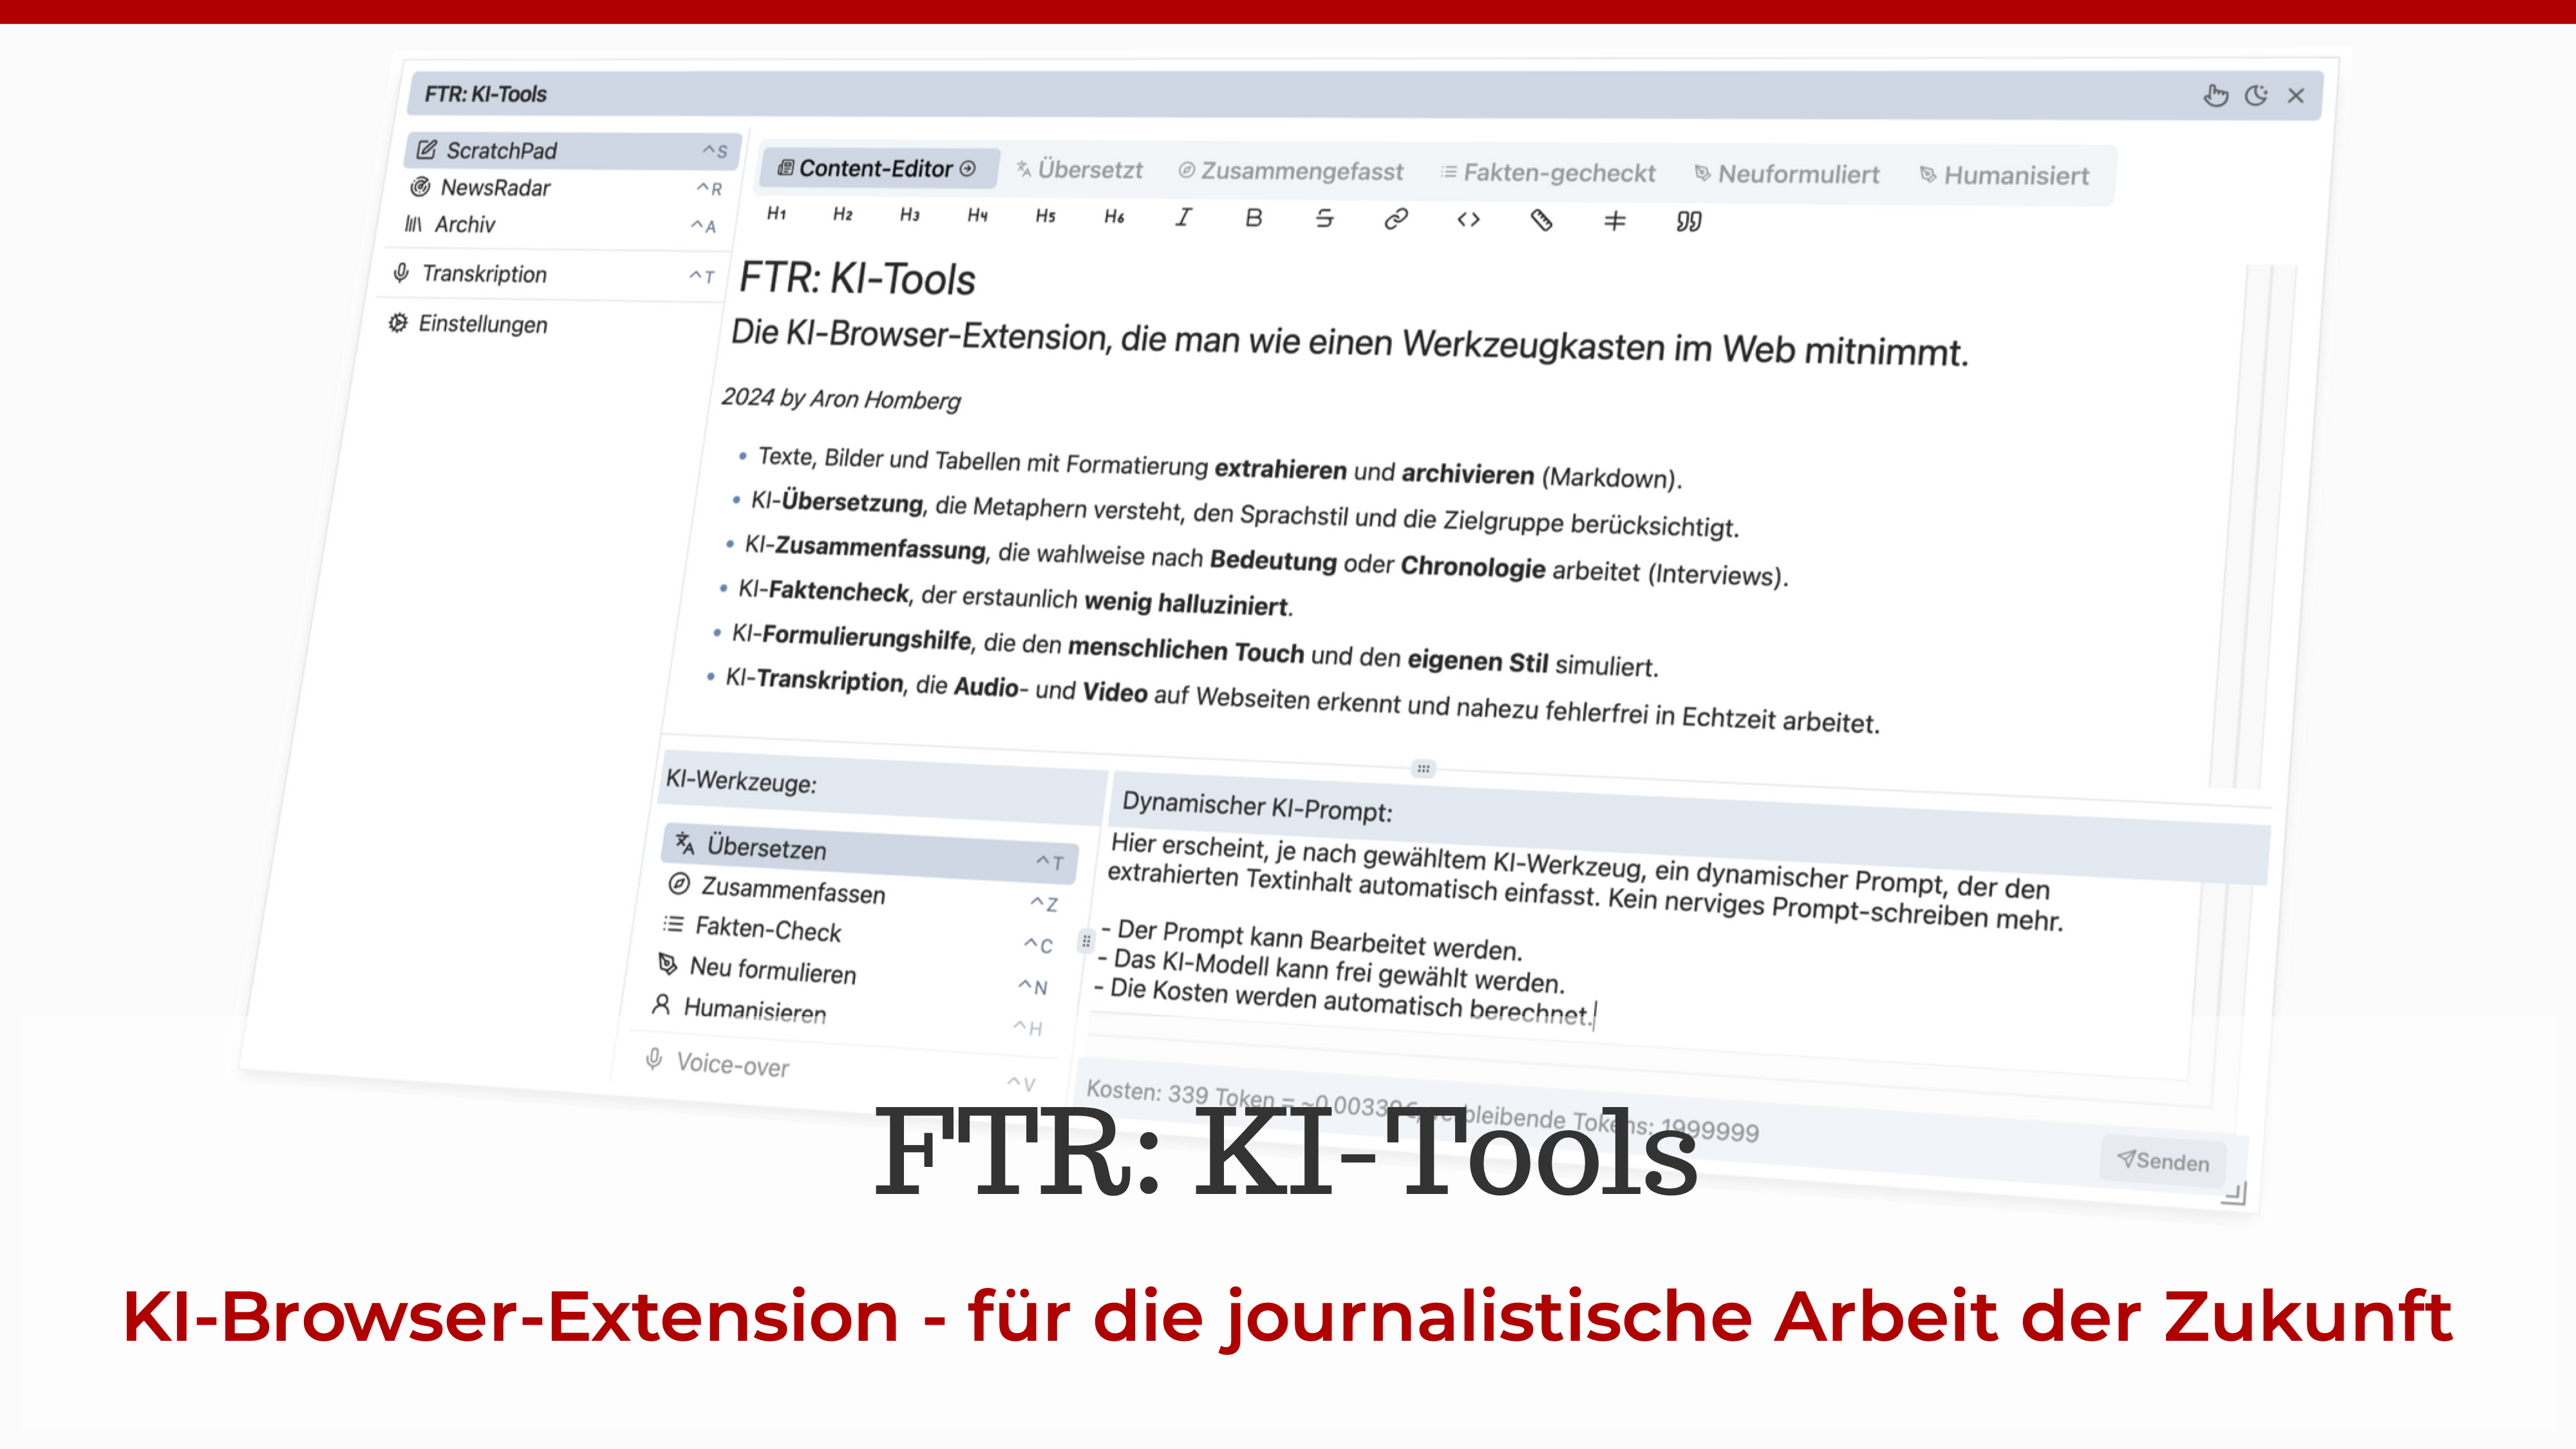 FTR: KI-Tools
ScratchPad ^S
NewsRadar ^R
Archiv ^A
Transkription ^T
Einstellungen
Content-Editor Übersetzt Zusammengefasst Fakten-gecheckt Neuformuliert Humanisiert
H1 H2 H3 H4 H5 H6 I B S
FTR: KI-Tools
Die KI-Browser-Extension, die man wie einen Werkzeugkasten im Web mitnimmt.
2024 by Aron Homberg
• Texte, Bilder und Tabellen mit Formatierung extrahieren und archivieren (Markdown).
• KI-Übersetzung, die Metaphern versteht, den Sprachstil und die Zielgruppe berücksichtigt.
• KI-Zusammenfassung, die wahlweise nach Bedeutung oder Chronologie arbeitet (Interviews).
• KI-Faktencheck, der erstaunlich wenig halluziniert.
• KI-Formulierungshilfe, die den menschlichen Touch und den eigenen Stil simuliert.
• KI-Transkription, die Audio- und Video auf Webseiten erkennt und nahezu fehlerfrei in Echtzeit arbeitet.
KI-Werkzeuge:
Übersetzen ^T
Zusammenfassen ^Z
Fakten-Check ^C
Neu formulieren ^N
Humanisieren ^H
Voice-over ^V
Dynamischer KI-Prompt:
Hier erscheint, je nach gewähltem KI-Werkzeug, ein dynamischer Prompt, der den
extrahierten Textinhalt automatisch einfasst. Kein nerviges Prompt-schreiben mehr.
- Der Prompt kann Bearbeitet werden.
- Das KI-Modell kann frei gewählt werden.
- Die Kosten werden automatisch berechnet.
Kosten: 339 Token = ~0.00339€, Tokens: 1999999
Senden
FTR: KI-Tools
KI-Browser-Extension - für die journalistische Arbeit der Zukunft